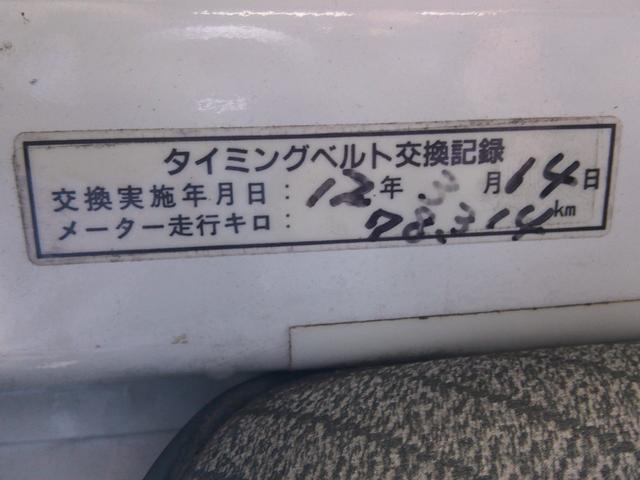 タイミングベルト交換記録
交換実施年月日：12年3月14日
メーター走行キロ：78,314km